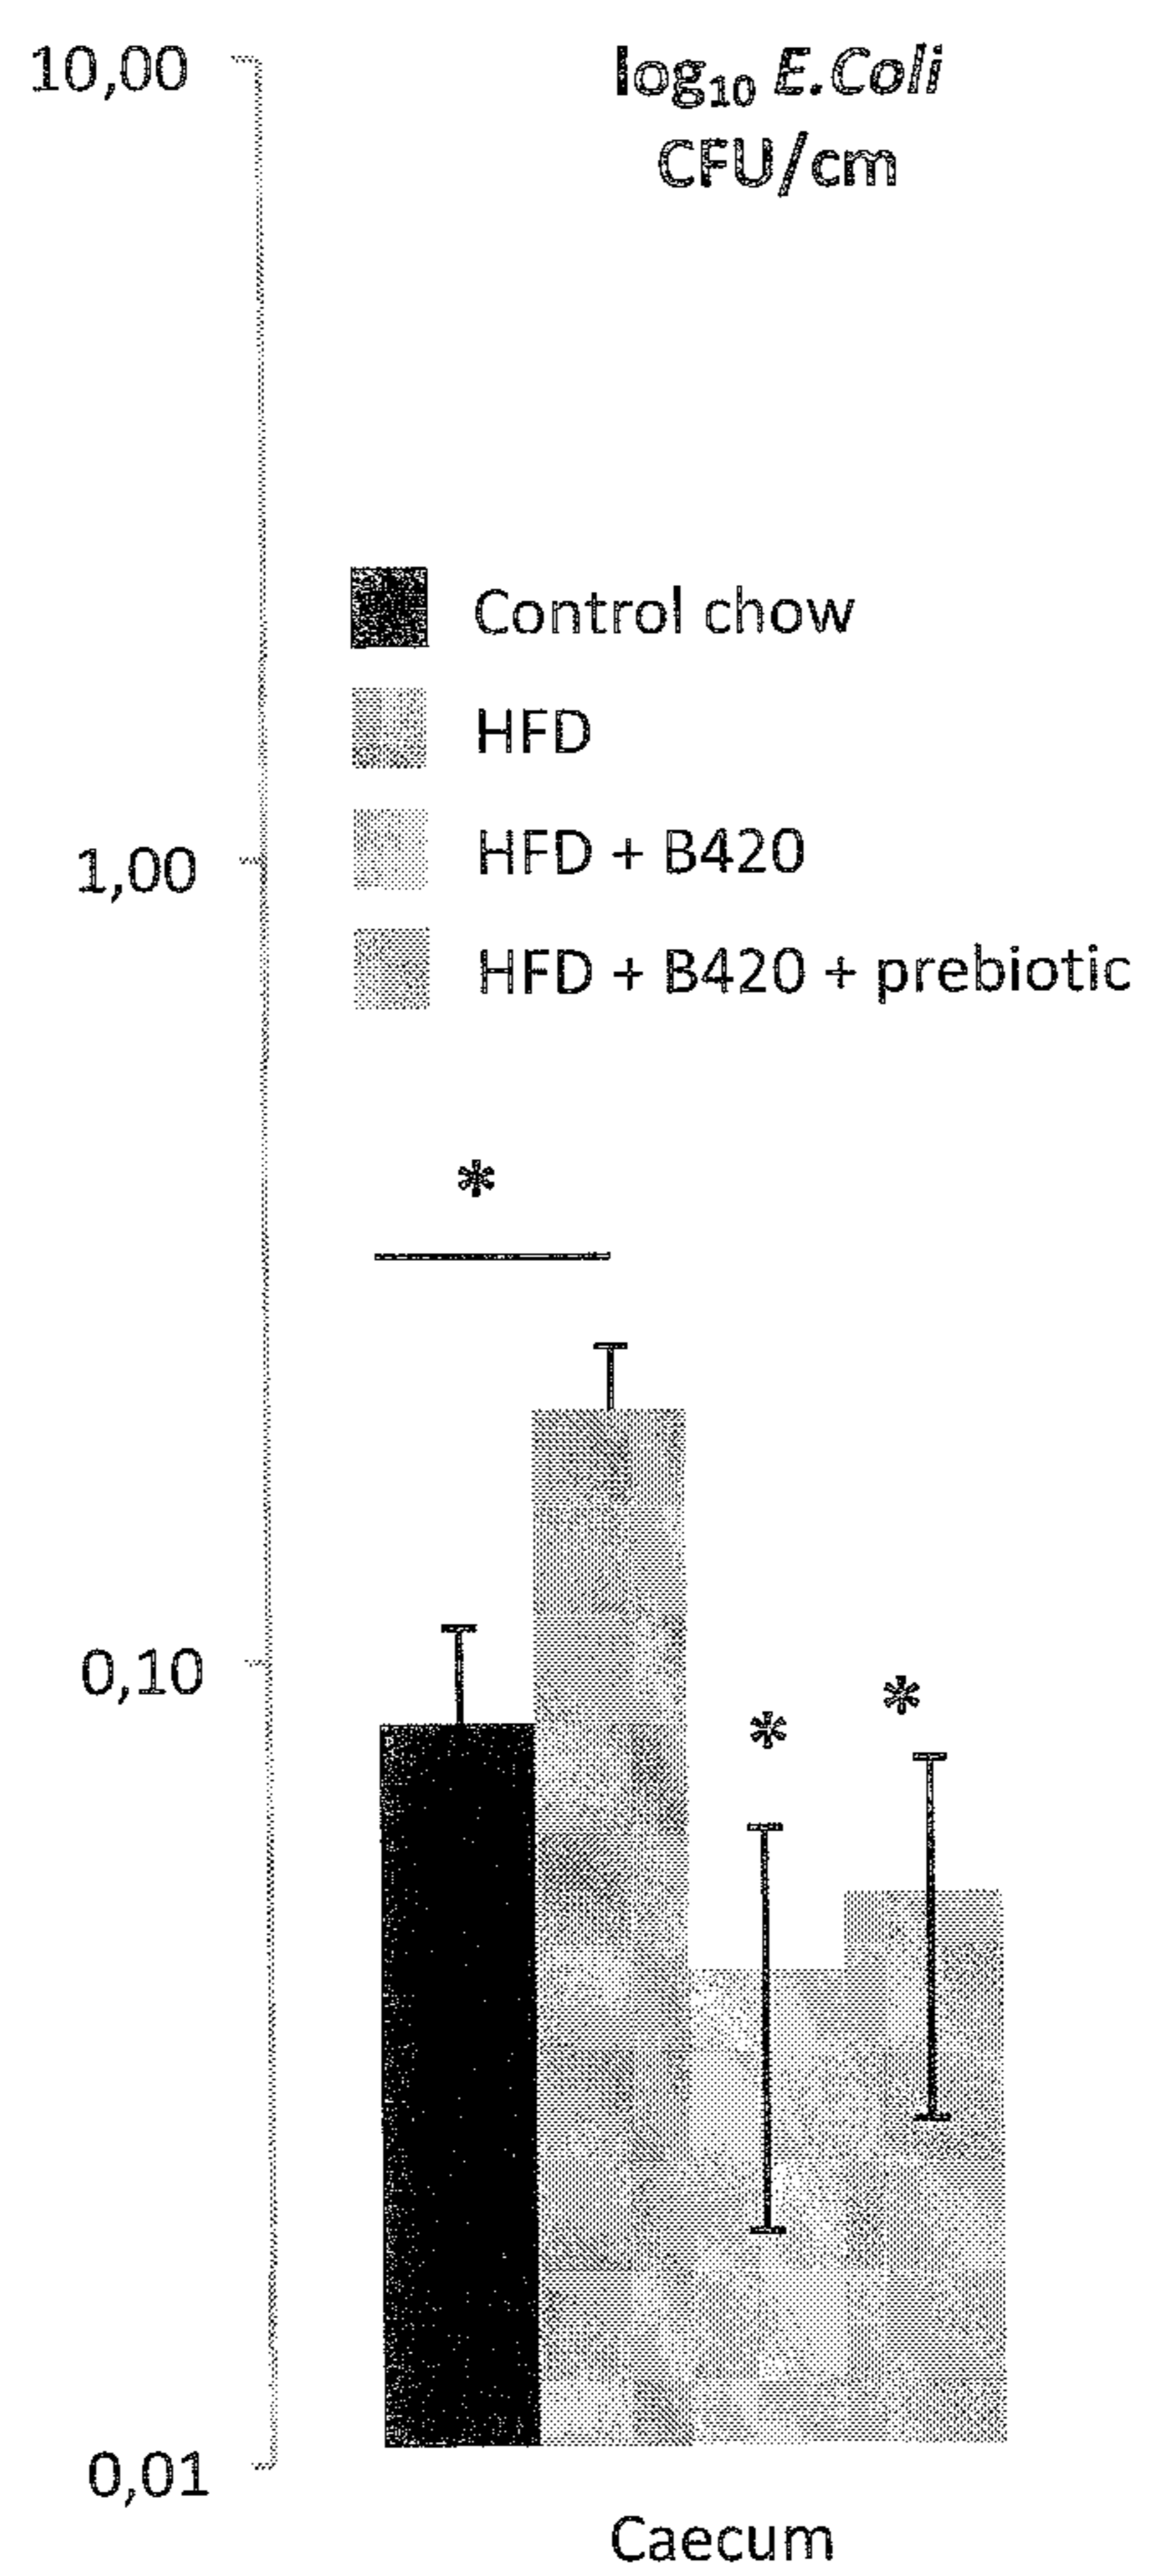 10,00
log₁₀ E.Coli
CFU/cm
Control chow
HFD
1,00
HFD + B420
HFD + B420 + prebiotic
*
0,10
*
*
0,01
Caecum